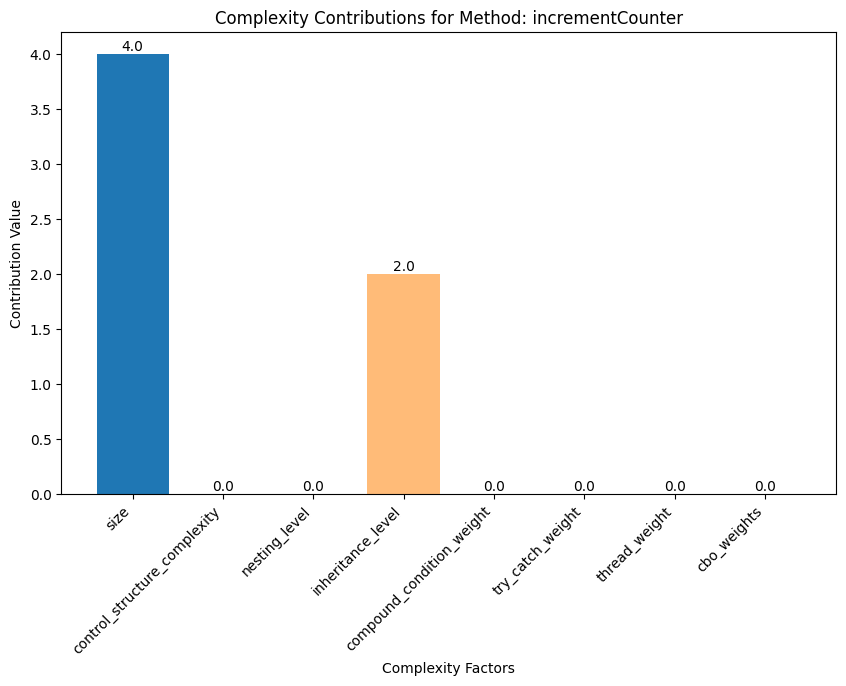 Complexity Contributions for Method: incrementCounter
4.0
3.5
3.0
2.5
2.0
1.5
1.0
0.5
0.0
Contribution Value
4.0
0.0
0.0
2.0
0.0
0.0
0.0
0.0
size
control_structure_complexity
nesting_level
inheritance_level
compound_condition_weight
try_catch_weight
thread_weight
cbo_weights
Complexity Factors